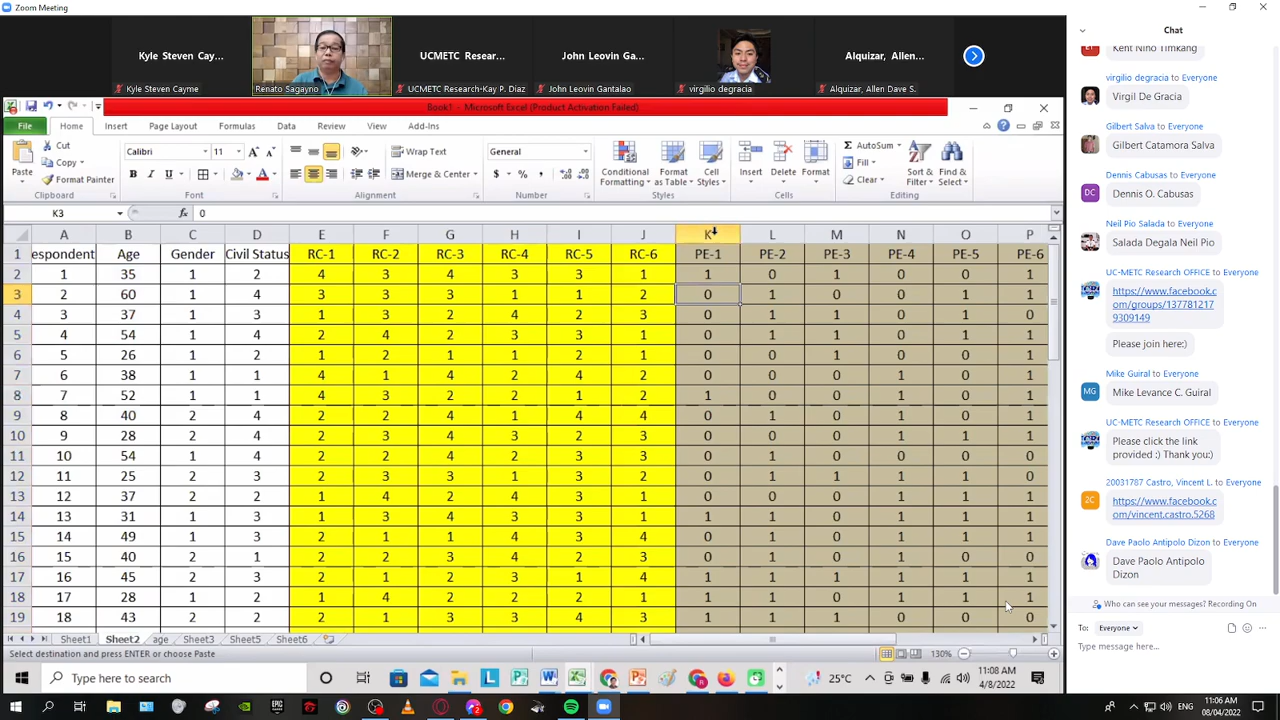 Zoom Meeting
Kyle Steven Cay...
UCMETC Resear...
John Leovin Ga...
Alquizar, Allen...
Kyle Steven Cayme
Renato Sagayno
UCMETC Research-Kay P. Diaz
John Leovin Gantalao
virgilio degracia
Alquizar, Allen Dave S.
Book1 - Microsoft Excel (Product Activation Failed)
File Home Insert Page Layout Formulas Data Review View Add-Ins
Paste
Cut
Copy
Format Painter
Clipboard
Calibri 11
B I U
Font
Wrap Text
Merge & Center
Alignment
General
$ % ,
Number
Conditional Formatting
Format as Table
Cell Styles
Styles
Insert Delete Format
Cells
AutoSum
Fill
Clear
Sort & Filter
Find & Select
Editing
K3 fx 0
A B C D E F G H I J K L M N O P
1 espondent Age Gender Civil Status RC-1 RC-2 RC-3 RC-4 RC-5 RC-6 PE-1 PE-2 PE-3 PE-4 PE-5 PE-6
2 1 35 1 2 4 3 4 3 3 1 1 0 1 0 0 1
3 2 60 1 4 3 3 3 1 1 2 0 1 0 0 1 1
4 3 37 1 3 1 3 2 4 2 3 0 1 1 0 1 0
5 4 54 1 4 2 4 2 3 3 1 0 1 1 0 1 1
6 5 26 1 2 1 2 1 1 2 1 0 0 1 0 0 1
7 6 38 1 1 4 1 4 2 4 2 0 0 0 1 0 1
8 7 52 1 1 4 3 2 2 1 2 1 0 0 1 0 1
9 8 40 2 4 2 2 4 1 4 4 0 1 0 1 0 0
10 9 28 2 4 2 3 4 3 2 3 0 0 0 1 1 1
11 10 54 1 4 2 2 4 2 3 3 0 1 0 0 1 0
12 11 25 2 3 2 3 3 1 3 2 0 1 1 1 1 0
13 12 37 2 2 1 4 2 4 3 1 0 0 0 1 1 1
14 13 31 1 3 1 3 4 3 3 1 1 1 0 1 1 1
15 14 49 1 3 2 1 1 4 3 4 0 1 0 1 1 1
16 15 40 2 1 2 2 3 4 2 3 0 1 0 1 0 0
17 16 45 2 3 2 1 2 3 1 4 1 1 1 1 1 1
18 17 28 1 2 1 4 2 2 2 1 1 1 0 1 1 1
19 18 43 2 2 2 1 3 3 4 3 1 1 1 0 0 0
Sheet1 Sheet2 age Sheet3 Sheet5 Sheet6
Select destination and press ENTER or choose Paste
130%
Type here to search
25°C
11:08 AM
4/8/2022
Chat
Kent Nino Timkang
virgilio degracia to Everyone
Virgil De Gracia
Gilbert Salva to Everyone
Gilbert Catamora Salva
Dennis Cabusas to Everyone
DC
Dennis O. Cabusas
Neil Pio Salada to Everyone
Salada Degala Neil Pio
UC-METC Research OFFICE to Everyone
https://www.facebook.c
om/groups/137781217
9309149
Please join here:)
Mike Guiral to Everyone
MG
Mike Levance C. Guiral
UC-METC Research OFFICE to Everyone
Please click the link
provided :) Thank you:)
20031787 Castro, Vincent L. to Everyone
2C
https://www.facebook.c
om/vincent.castro.5268
Dave Paolo Antipolo Dizon to Everyone
Dave Paolo Antipolo
Dizon
Who can see your messages? Recording On
To: Everyone
Type message here...
11:06 AM
08/04/2022